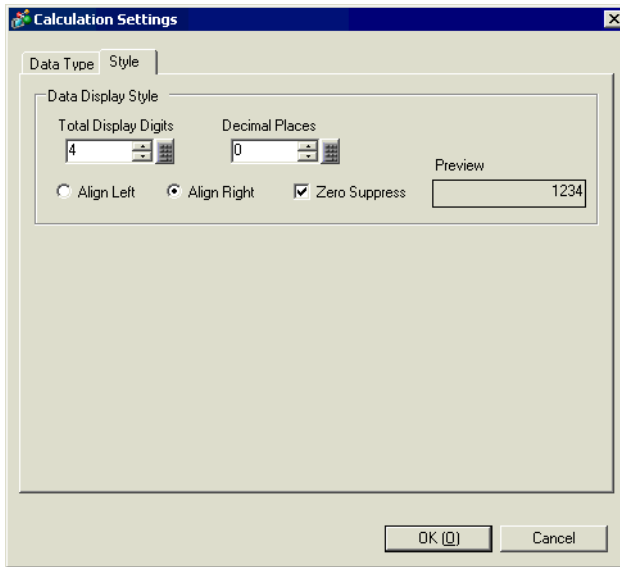 Calculation Settings
Data Type Style
Data Display Style
Total Display Digits Decimal Places
4 0
Preview
Align Left Align Right Zero Suppress 1234
OK (O) Cancel